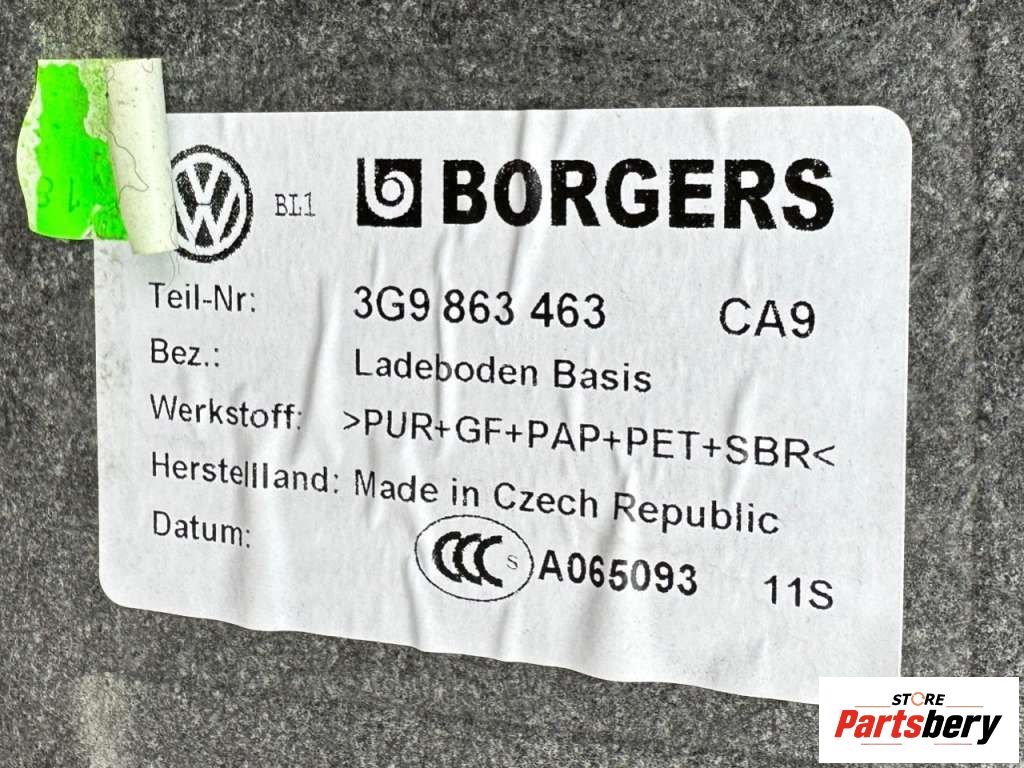 BL1 BORGERS
Teil-Nr: 3G9 863 463 CA9
Bez.: Ladeboden Basis
Werkstoff: >PUR+GF+PAP+PET+SBR<
Herstellland: Made in Czech Republic
Datum: CCC S A065093 11S
STORE
Partsbery